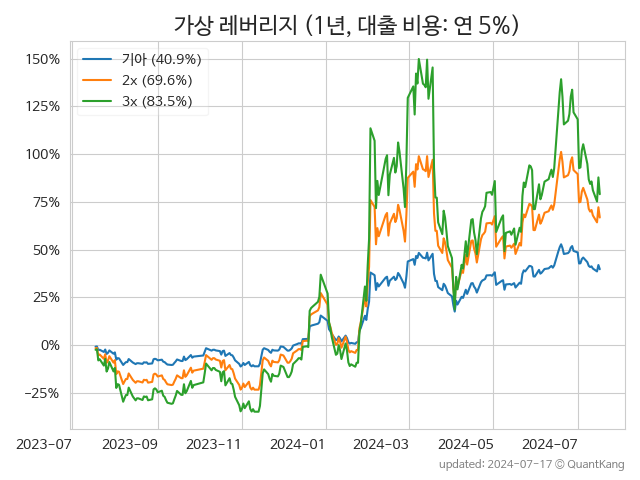 가상 레버리지 (1년, 대출 비용: 연 5%)
150%
125%
100%
75%
50%
25%
0%
−25%
기아 (40.9%)
2x (69.6%)
3x (83.5%)
2023-07 2023-09 2023-11 2024-01 2024-03 2024-05 2024-07
updated: 2024-07-17 © QuantKang